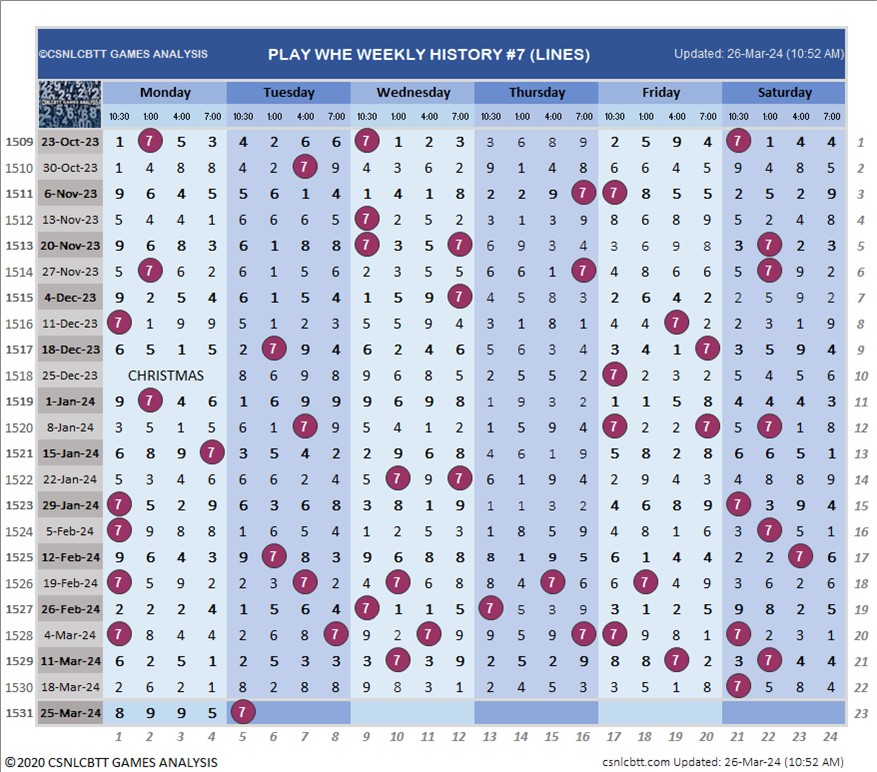 ©CSNLCBTT GAMES ANALYSIS PLAY WHE WEEKLY HISTORY #7 (LINES) Updated: 26-Mar-24 (10:52 AM)
Monday Tuesday Wednesday Thursday Friday Saturday
10:30 1:00 4:00 7:00 10:30 1:00 4:00 7:00 10:30 1:00 4:00 7:00 10:30 1:00 4:00 7:00 10:30 1:00 4:00 7:00 10:30 1:00 4:00 7:00
1509 23-Oct-23 1 7 5 3 4 2 6 6 7 1 2 3 3 6 8 9 2 5 9 4 7 1 4 4 1
1510 30-Oct-23 1 4 8 8 4 2 7 9 4 3 6 2 9 1 4 8 6 6 4 5 9 4 8 5 2
1511 6-Nov-23 9 6 4 5 5 6 1 4 1 4 1 8 2 2 9 7 7 8 5 5 2 5 2 9 3
1512 13-Nov-23 5 4 4 1 6 6 6 5 7 2 5 2 3 1 3 9 8 6 8 9 5 2 4 8 4
1513 20-Nov-23 9 6 8 3 6 1 8 8 7 3 5 7 6 9 3 4 3 6 9 8 3 7 2 3 5
1514 27-Nov-23 5 7 6 2 6 1 5 6 2 3 5 5 6 6 1 7 4 8 6 6 5 7 9 2 6
1515 4-Dec-23 9 2 5 4 6 1 5 4 1 5 9 7 4 5 8 3 2 6 4 2 2 5 9 2 7
1516 11-Dec-23 7 1 9 9 5 1 2 3 5 5 9 4 3 1 8 1 4 9 7 2 2 3 1 9 8
1517 18-Dec-23 6 5 1 5 2 7 9 4 6 2 4 6 5 6 3 4 3 4 1 7 3 5 9 4 9
1518 25-Dec-23 CHRISTMAS 8 6 9 8 9 6 8 5 2 5 5 2 7 2 3 2 5 4 5 6 10
1519 1-Jan-24 9 7 4 6 1 6 9 9 9 6 9 8 1 9 3 2 1 1 5 8 4 4 4 3 11
1520 8-Jan-24 3 5 1 5 6 1 7 9 5 4 1 2 1 5 9 4 7 2 2 7 5 7 1 8 12
1521 15-Jan-24 6 8 9 7 3 5 4 2 2 9 6 8 4 6 1 9 5 8 2 8 6 6 5 1 13
1522 22-Jan-24 5 3 4 6 6 6 2 4 5 7 9 7 6 1 4 9 2 9 4 3 4 8 8 9 14
1523 29-Jan-24 7 5 2 9 6 3 6 8 3 8 1 9 1 1 3 2 4 6 8 9 7 3 9 4 15
1524 5-Feb-24 7 9 8 8 1 6 5 4 1 2 5 3 1 8 5 9 4 8 1 6 3 7 5 1 16
1525 12-Feb-24 9 6 4 3 9 7 8 3 9 6 8 8 8 1 9 5 6 1 4 4 2 2 7 6 17
1526 19-Feb-24 7 5 9 2 2 3 7 2 4 7 6 8 8 4 7 6 6 7 4 9 3 6 2 6 18
1527 26-Feb-24 2 2 2 4 1 5 6 4 7 1 1 5 7 5 3 9 3 1 2 5 9 8 2 5 19
1528 4-Mar-24 7 8 4 4 2 6 8 7 9 2 7 9 9 5 9 7 7 9 8 1 7 2 3 1 20
1529 11-Mar-24 6 2 5 1 2 5 3 3 3 7 3 9 2 5 2 9 8 8 7 2 3 7 4 4 21
1530 18-Mar-24 2 6 2 1 8 2 8 8 9 8 3 1 2 4 5 3 3 5 1 8 7 5 8 4 22
1531 25-Mar-24 8 9 9 5 7 23
1 2 3 4 5 6 7 8 9 10 11 12 13 14 15 16 17 18 19 20 21 22 23 24
©2020 CSNLCBTT GAMES ANALYSIS csnlcbtt.com Updated: 26-Mar-24 (10:52 AM)